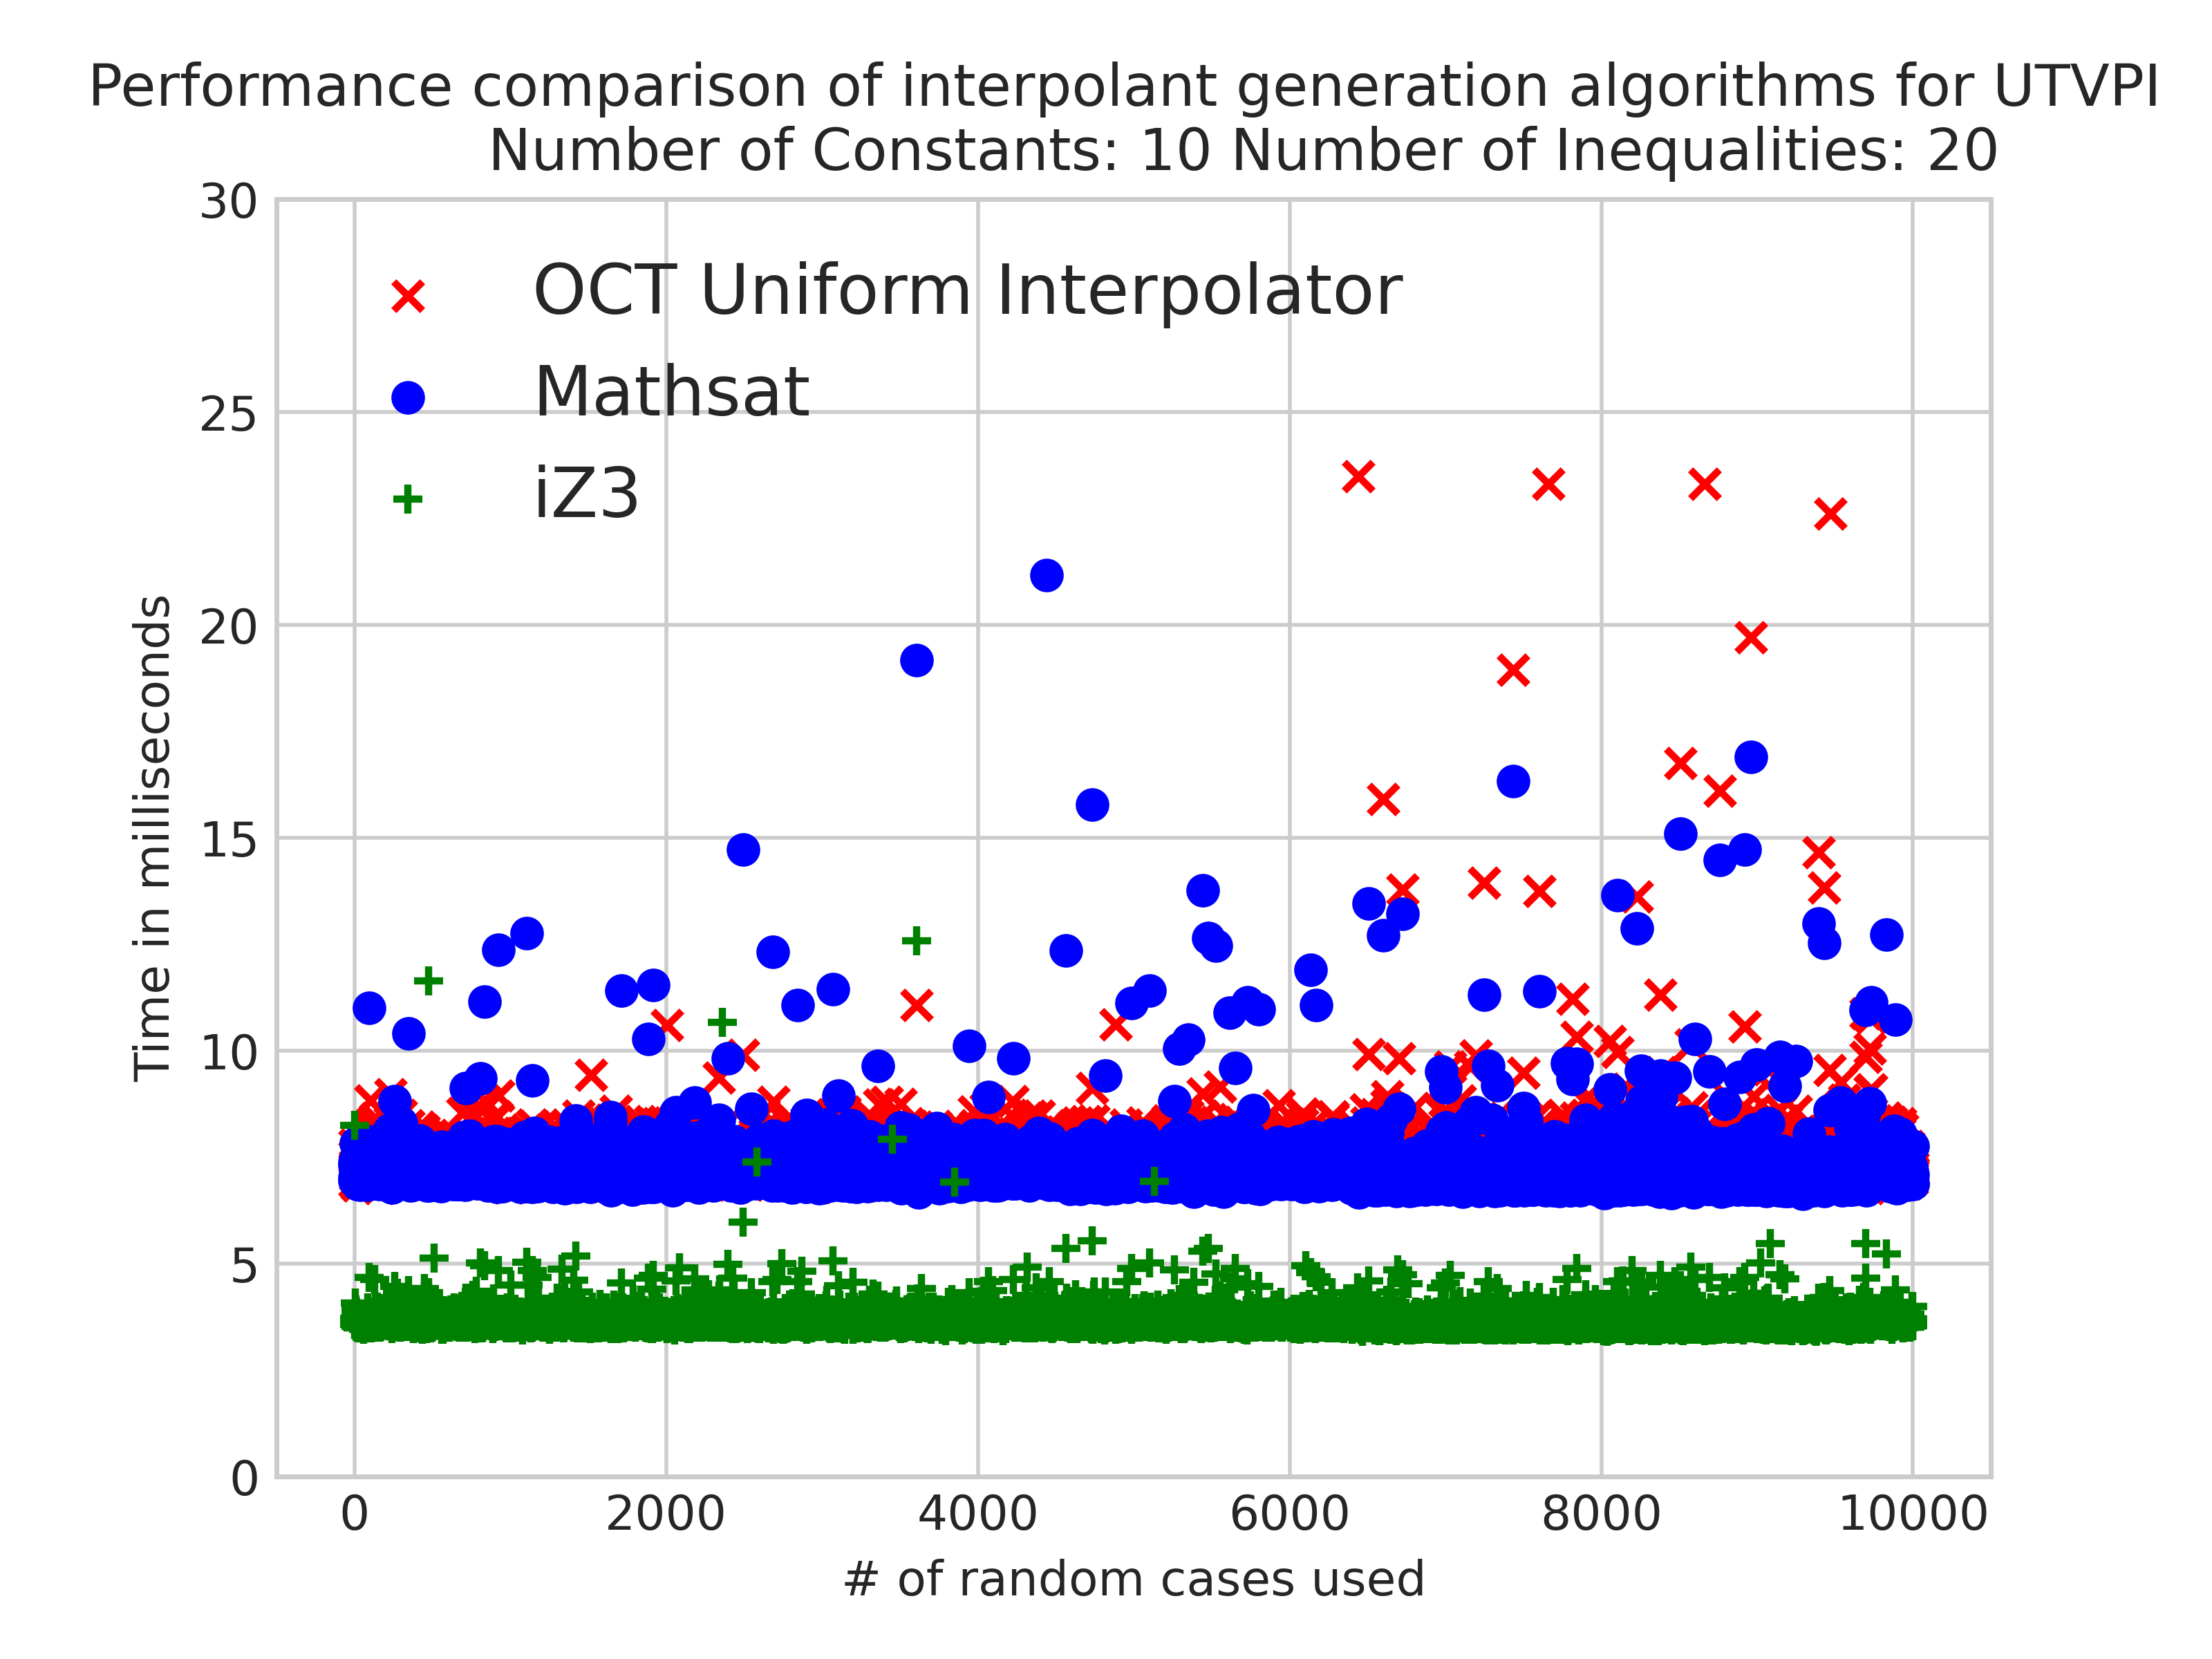 Performance comparison of interpolant generation algorithms for UTVPI
Number of Constants: 10 Number of Inequalities: 20
30
25
20
15
10
5
0
Time in milliseconds
OCT Uniform Interpolator
Mathsat
iZ3
0 2000 4000 6000 8000 10000
# of random cases used